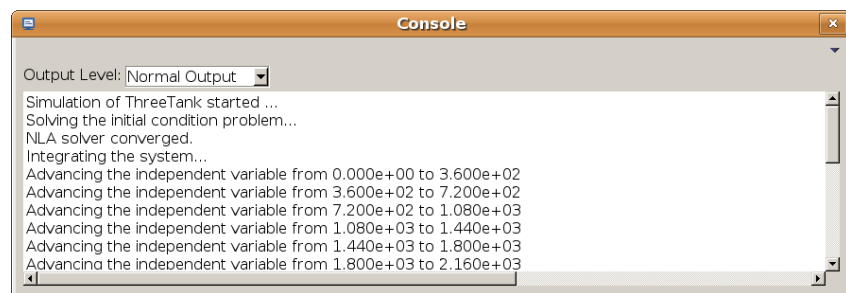 Console
Output Level: Normal Output
Simulation of ThreeTank started ...
Solving the initial condition problem...
NLA solver converged.
Integrating the system...
Advancing the independent variable from 0.000e+00 to 3.600e+02
Advancing the independent variable from 3.600e+02 to 7.200e+02
Advancing the independent variable from 7.200e+02 to 1.080e+03
Advancing the independent variable from 1.080e+03 to 1.440e+03
Advancing the independent variable from 1.440e+03 to 1.800e+03
Advancing the independent variable from 1.800e+03 to 2.160e+03